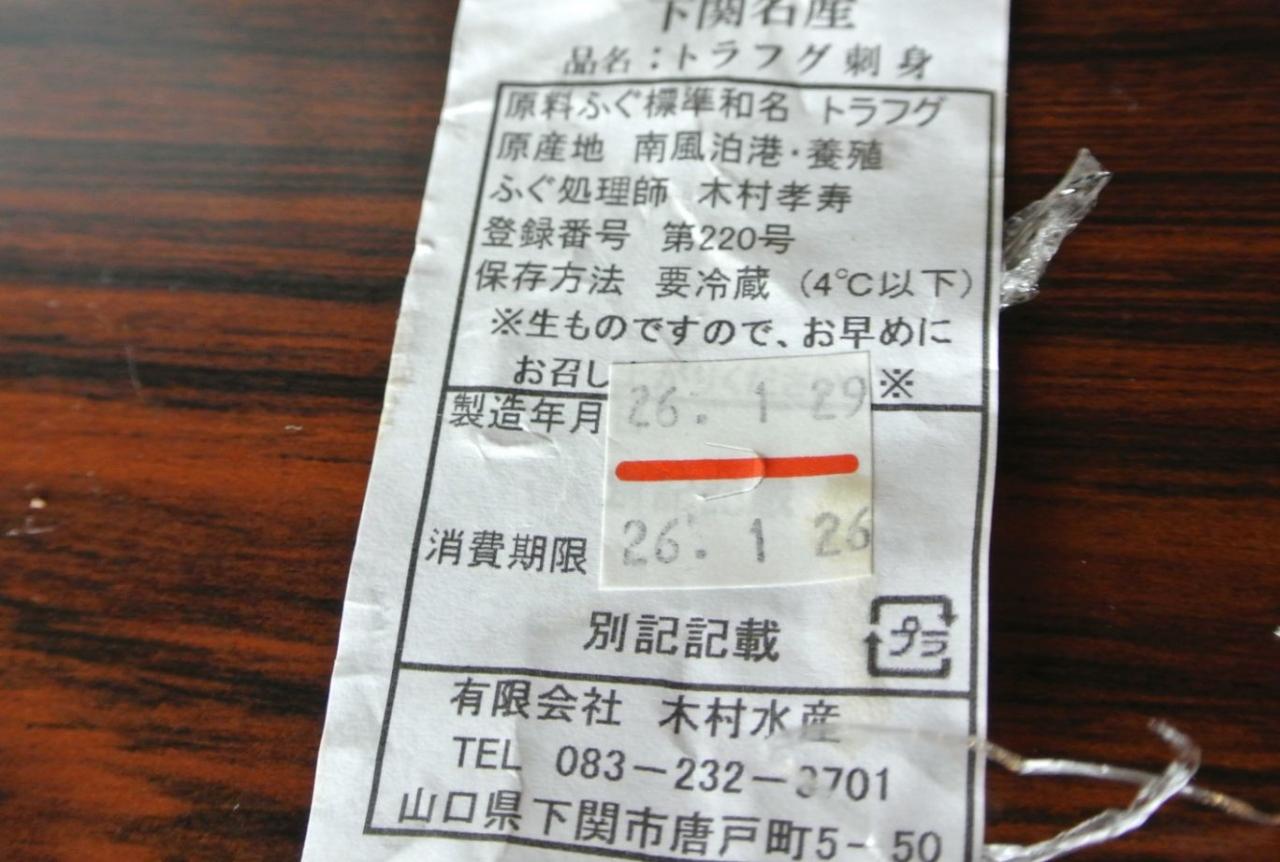 下関名産
品名：トラフグ刺身
原料ふぐ標準和名 トラフグ
原産地 南風泊港・養殖
ふぐ処理師 木村孝寿
登録番号 第220号
保存方法 要冷蔵 (4℃以下)
※生ものですので、お早めに
お召し ※
製造年月 26. 1 29
消費期限 26. 1 26
別記記載
プラ
有限会社 木村水産
TEL 083-232-3701
山口県下関市唐戸町5-50